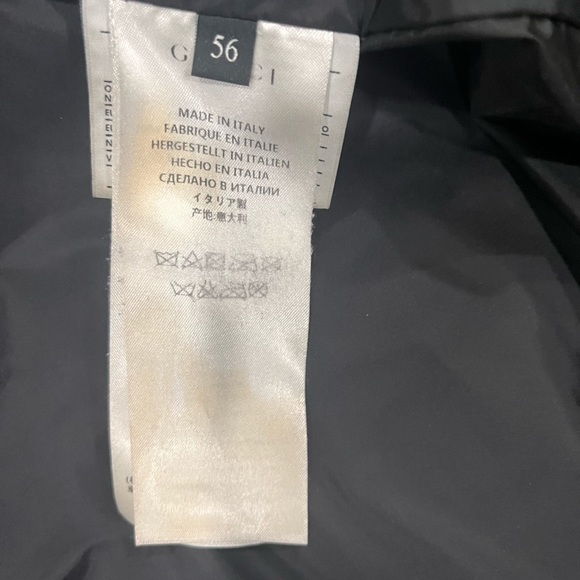 56
G CI
MADE IN ITALY
FABRIQUE EN ITALIE
HERGESTELLT IN ITALIEN
HECHO EN ITALIA
СДЕЛАНО В ИТАЛИИ
イタリア製
产地:意大利